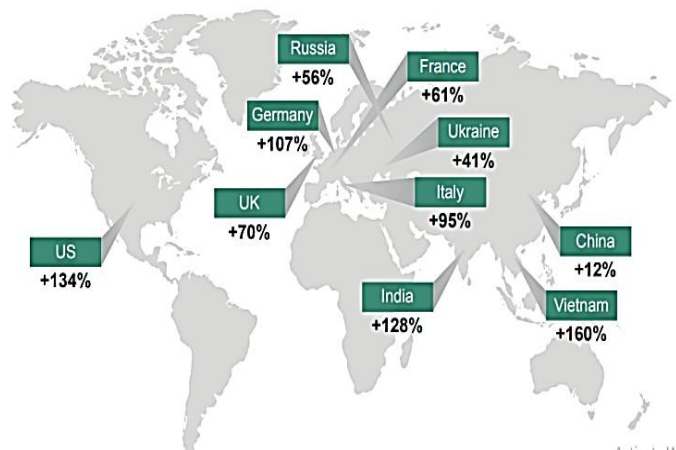 Russia
+56%
France
+61%
Germany
+107%
Ukraine
+41%
UK
+70%
Italy
+95%
US
+134%
China
+12%
India
+128%
Vietnam
+160%